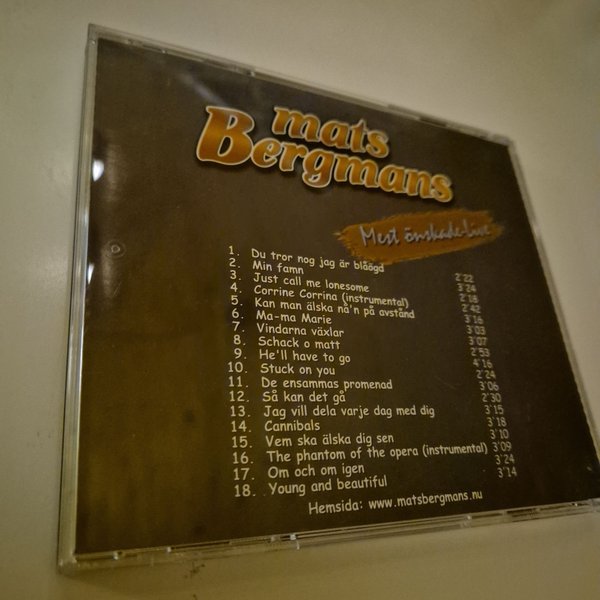 mats
Bergmans
Mest önskade-Live
1. Du tror nog jag är blåögd 2'22
2. Min famn 3'24
3. Just call me lonesome 2'18
4. Corrine Corrina (instrumental) 2'42
5. Kan man älska nå'n på avstånd 3'16
6. Ma-ma Marie 3'03
7. Vindarna växlar 3'07
8. Schack o matt 2'53
9. He'll have to go 4'16
10. Stuck on you 2'24
11. De ensammas promenad 3'06
12. Så kan det gå 2'30
13. Jag vill dela varje dag med dig 3'15
14. Cannibals 3'18
15. Vem ska älska dig sen 3'10
16. The phantom of the opera (instrumental) 3'09
17. Om och om igen 3'24
18. Young and beautiful 3'14
Hemsida: www.matsbergmans.nu